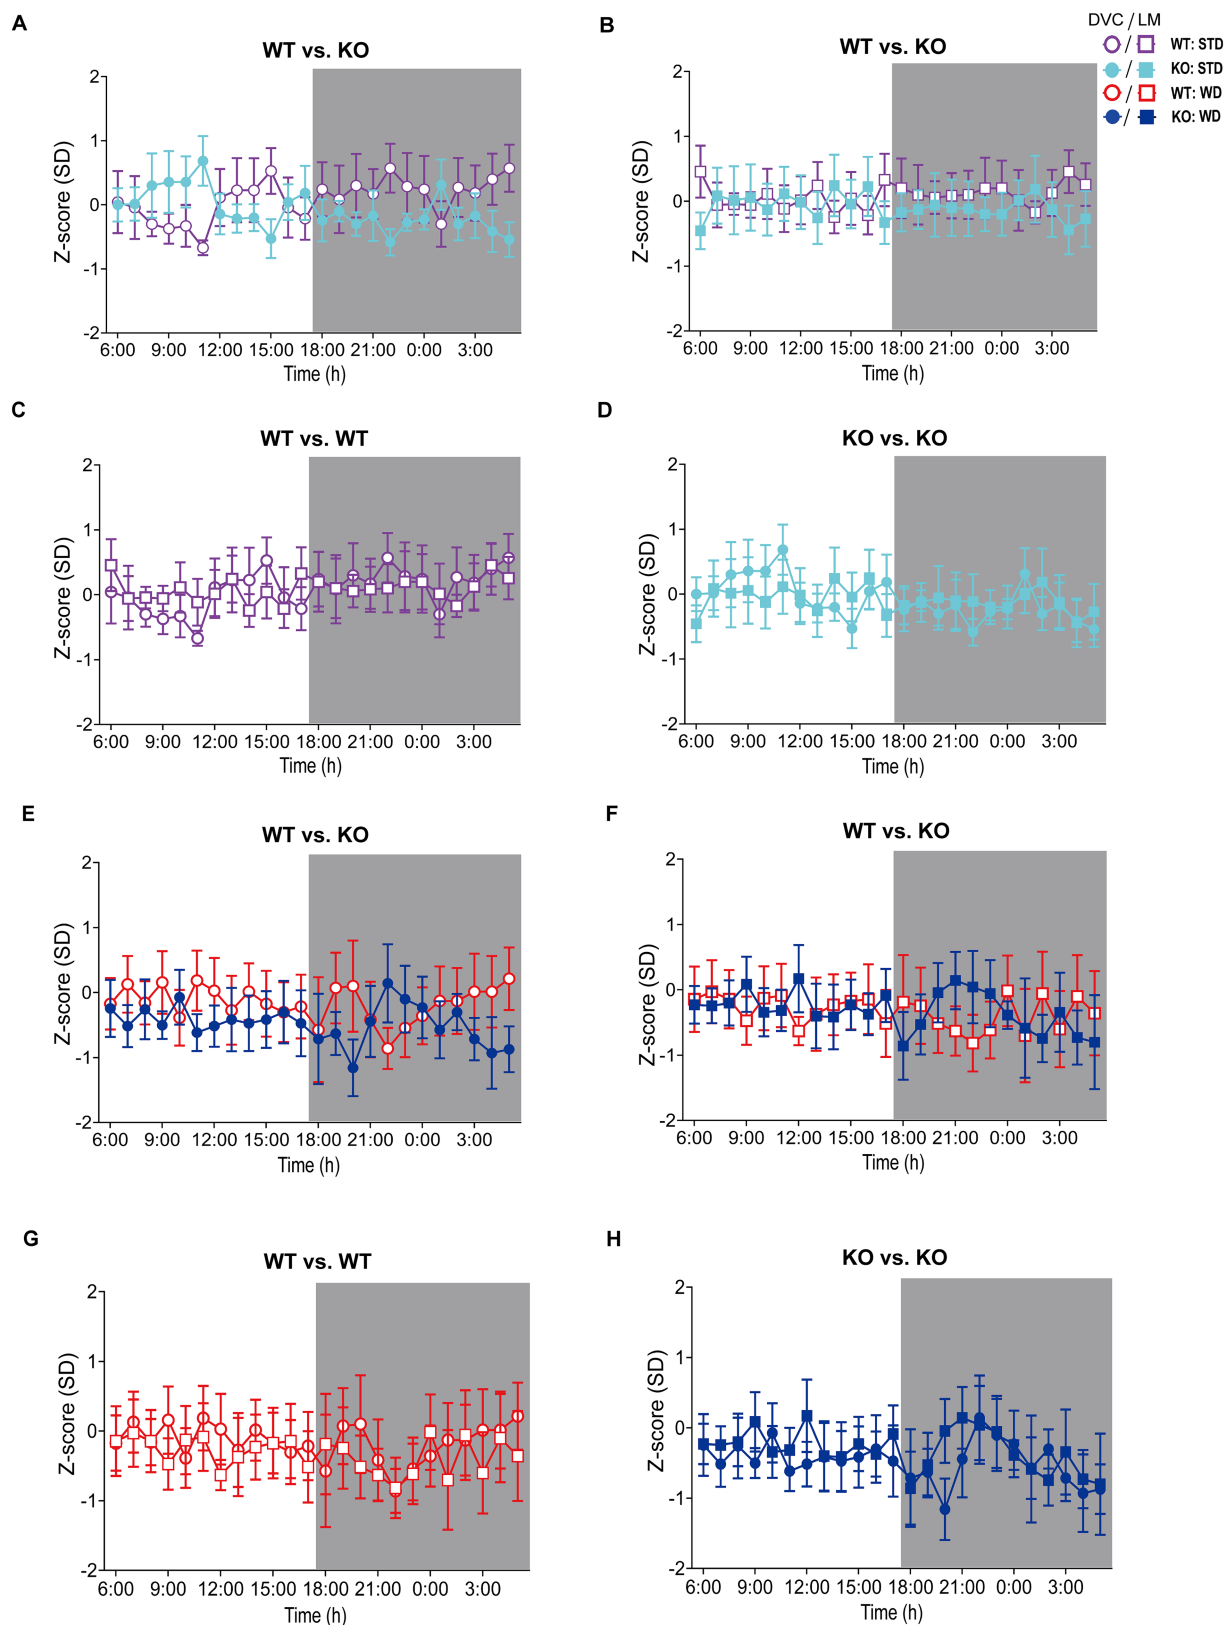 A
WT vs. KO
Z-score (SD)
2
1
0
-1
-2
6:00 9:00 12:00 15:00 18:00 21:00 0:00 3:00
Time (h)
B
WT vs. KO
DVC / LM
/ WT: STD
/ KO: STD
/ WT: WD
/ KO: WD
Z-score (SD)
2
1
0
-1
-2
6:00 9:00 12:00 15:00 18:00 21:00 0:00 3:00
Time (h)
C
WT vs. WT
Z-score (SD)
2
1
0
-1
-2
6:00 9:00 12:00 15:00 18:00 21:00 0:00 3:00
Time (h)
D
KO vs. KO
Z-score (SD)
2
1
0
-1
-2
6:00 9:00 12:00 15:00 18:00 21:00 0:00 3:00
Time (h)
E
WT vs. KO
Z-score (SD)
2
1
0
-1
-2
6:00 9:00 12:00 15:00 18:00 21:00 0:00 3:00
Time (h)
F
WT vs. KO
Z-score (SD)
2
1
0
-1
-2
6:00 9:00 12:00 15:00 18:00 21:00 0:00 3:00
Time (h)
G
WT vs. WT
Z-score (SD)
2
1
0
-1
-2
6:00 9:00 12:00 15:00 18:00 21:00 0:00 3:00
Time (h)
H
KO vs. KO
Z-score (SD)
2
1
0
-1
-2
6:00 9:00 12:00 15:00 18:00 21:00 0:00 3:00
Time (h)